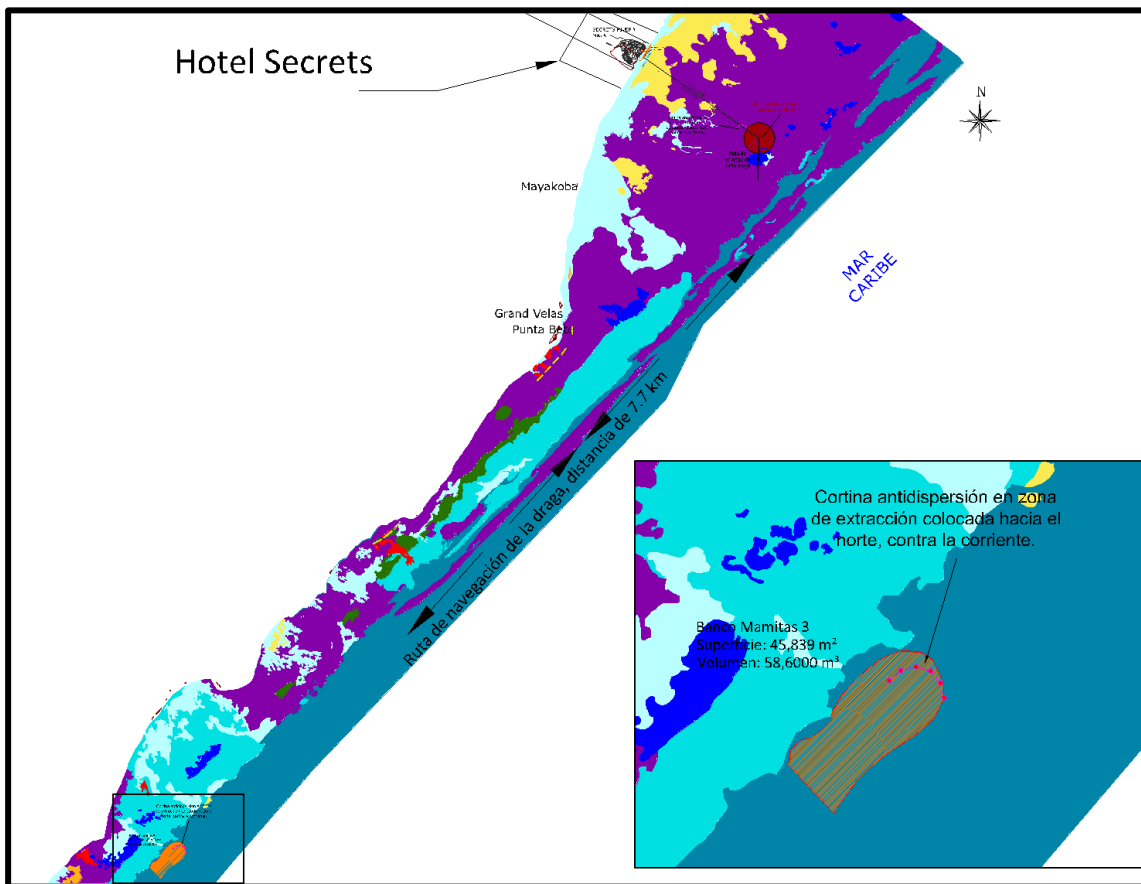 Hotel Secrets
N
Mayakoba
MAR
CARIBE
Grand Velas
Punta Bete
Ruta de navegación de la draga, distancia de 7.7 km
Cortina antidispersión en zona
de extracción colocada hacia el
norte, contra la corriente.
Banco Mamitas 3
Superficie: 45,839 m²
Volumen: 58,6000 m³